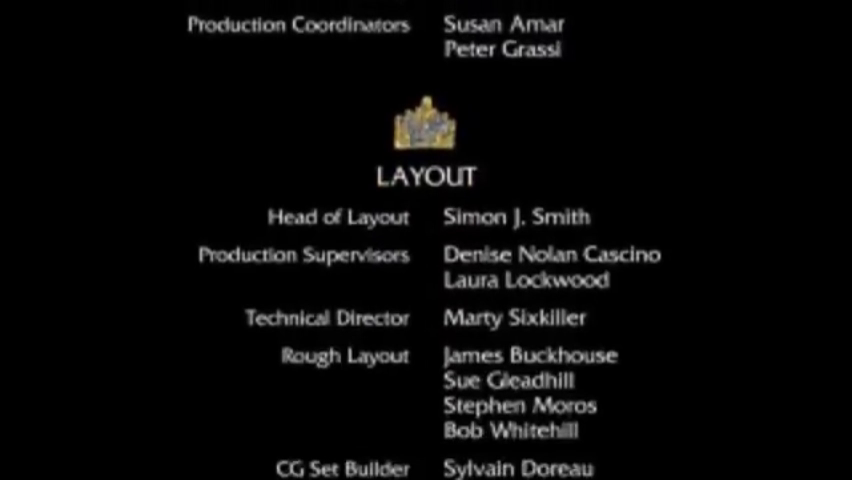 Production Coordinators Susan Amar
Peter Grassi
LAYOUT
Head of Layout Simon J. Smith
Production Supervisors Denise Nolan Cascino
Laura Lockwood
Technical Director Marty Sixkiller
Rough Layout James Buckhouse
Sue Gleadhill
Stephen Moros
Bob Whitehill
CG Set Builder Sylvain Doreau